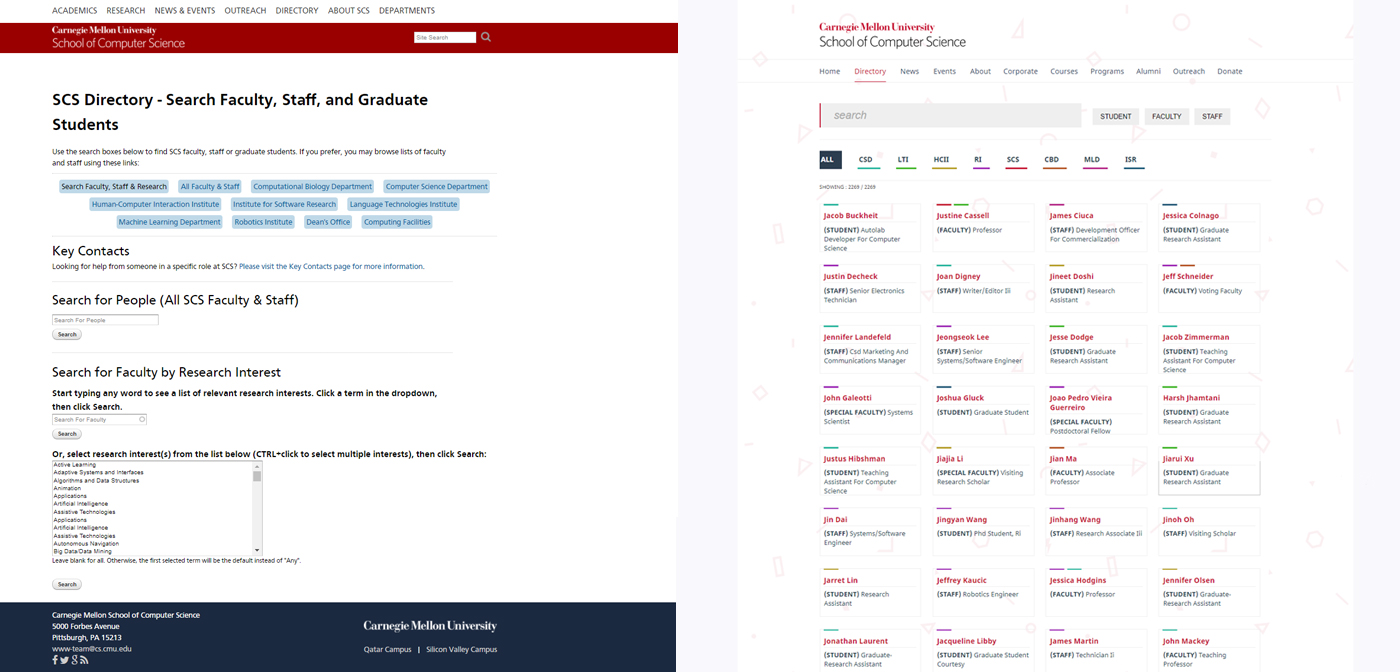 ACADEMICS RESEARCH NEWS & EVENTS OUTREACH DIRECTORY ABOUT SCS DEPARTMENTS
Carnegie Mellon University
School of Computer Science
Site Search
SCS Directory - Search Faculty, Staff, and Graduate
Students
Use the search boxes below to find SCS faculty, staff or graduate students. If you prefer, you may browse lists of faculty
and staff using these links:
Search Faculty, Staff & Research All Faculty & Staff Computational Biology Department Computer Science Department
Human-Computer Interaction Institute Institute for Software Research Language Technologies Institute
Machine Learning Department Robotics Institute Dean's Office Computing Facilities
Key Contacts
Looking for help from someone in a specific role at SCS? Please visit the Key Contacts page for more information.
Search for People (All SCS Faculty & Staff)
Search For People
Search
Search for Faculty by Research Interest
Start typing any word to see a list of relevant research interests. Click a term in the dropdown,
then click Search.
Search For Faculty
Search
Or, select research interest(s) from the list below (CTRL+click to select multiple interests), then click Search:
Active Learning
Adaptive Systems and Interfaces
Algorithms and Data Structures
Animation
Applications
Artificial Intelligence
Assistive Technologies
Applications
Artificial Intelligence
Assistive Technologies
Autonomous Navigation
Big Data/Data Mining
Leave blank for all. Otherwise, the first selected term will be the default instead of "Any".
Search
Carnegie Mellon School of Computer Science
5000 Forbes Avenue
Pittsburgh, PA 15213
www-team@cs.cmu.edu
Carnegie Mellon University
Qatar Campus | Silicon Valley Campus
Carnegie Mellon University
School of Computer Science
Home Directory News Events About Corporate Courses Programs Alumni Outreach Donate
search
STUDENT FACULTY STAFF
ALL CSD LTI HCII RI SCS CBD MLD ISR
SHOWING : 2269 / 2269
Jacob Buckheit
(STUDENT) Autolab
Developer For Computer
Science
Justine Cassell
(FACULTY) Professor
James Ciuca
(STAFF) Development Officer
For Commercialization
Jessica Colnago
(STUDENT) Graduate
Research Assistant
Justin Decheck
(STAFF) Senior Electronics
Technician
Joan Digney
(STAFF) Writer/Editor Iii
Jineet Doshi
(STUDENT) Research
Assistant
Jeff Schneider
(FACULTY) Voting Faculty
Jennifer Landefeld
(STAFF) Csd Marketing And
Communications Manager
Jeongseok Lee
(STAFF) Senior
Systems/Software Engineer
Jesse Dodge
(STUDENT) Graduate
Research Assistant
Jacob Zimmerman
(STUDENT) Teaching
Assistant For Computer
Science
John Galeotti
(SPECIAL FACULTY) Systems
Scientist
Joshua Gluck
(STUDENT) Graduate Student
Joao Pedro Vieira
Guerreiro
(SPECIAL FACULTY)
Postdoctoral Fellow
Harsh Jhamtani
(STUDENT) Graduate
Research Assistant
Justus Hibshman
(STUDENT) Teaching
Assistant For Computer
Science
Jiajia Li
(SPECIAL FACULTY) Visiting
Research Scholar
Jian Ma
(FACULTY) Associate
Professor
Jiarui Xu
(STUDENT) Graduate
Research Assistant
Jin Dai
(STAFF) Systems/Software
Engineer
Jingyan Wang
(STUDENT) Phd Student, Ri
Jinhang Wang
(STAFF) Research Associate Iii
Jinoh Oh
(STAFF) Visiting Scholar
Jarret Lin
(STUDENT) Research
Assistant
Jeffrey Kaucic
(STAFF) Robotics Engineer
Jessica Hodgins
(FACULTY) Professor
Jennifer Olsen
(STUDENT) Graduate-
Research Assistant
Jonathan Laurent
(STUDENT) Graduate-
Research Assistant
Jacqueline Libby
(STUDENT) Graduate Student
Courtesy
James Martin
(STAFF) Technician Ii
John Mackey
(FACULTY) Teaching
Professor